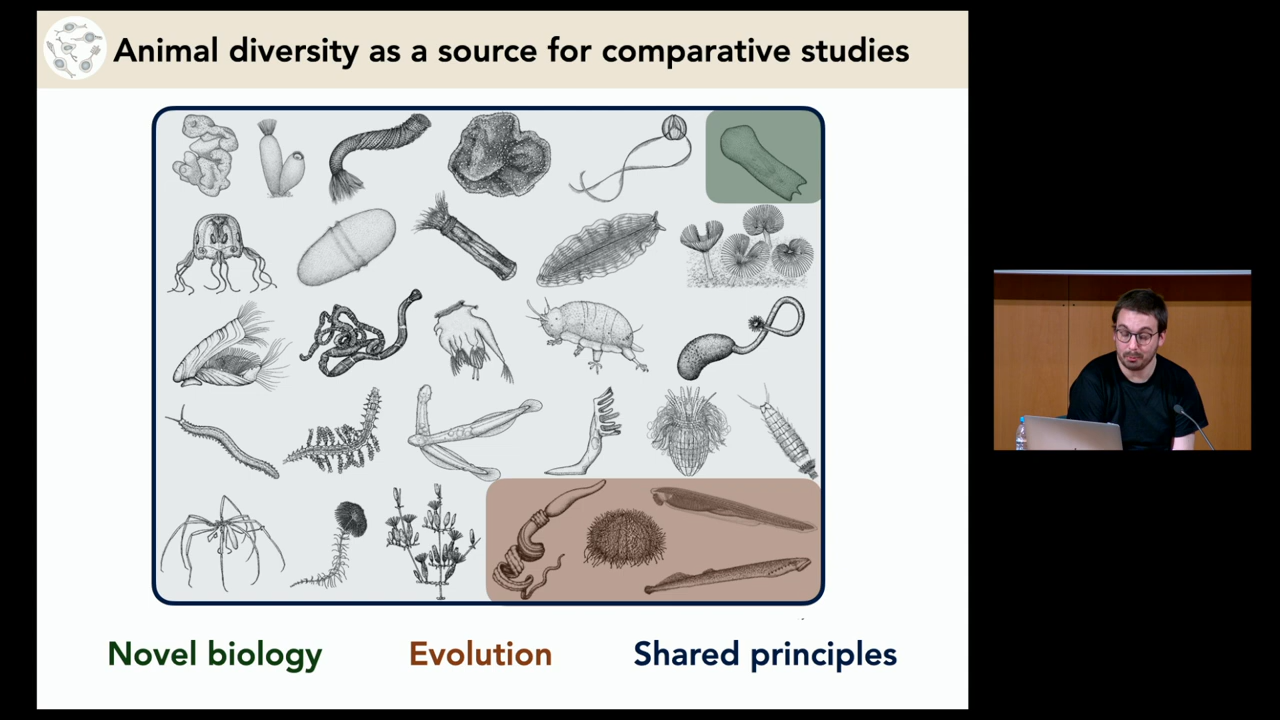 Animal diversity as a source for comparative studies
Novel biology
Evolution
Shared principles